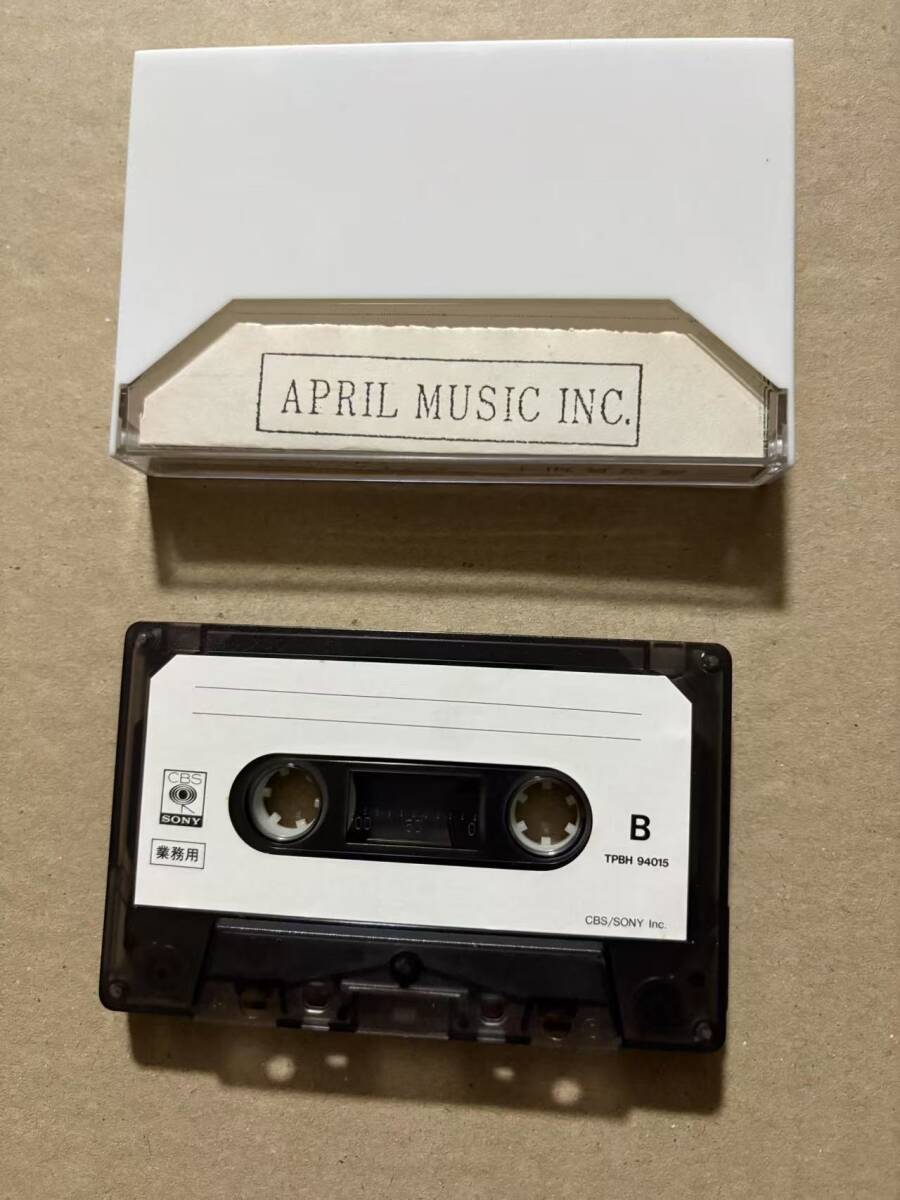 APRIL MUSIC INC.
CBS
SONY
業務用
B
TPBH 94015
CBS/SONY Inc.